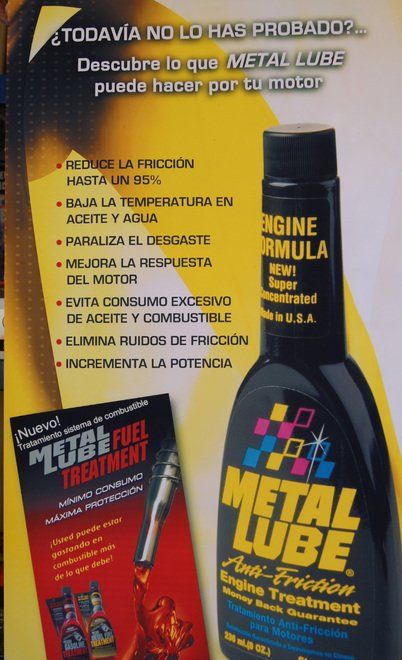 ¿TODAVÍA NO LO HAS PROBADO?...
Descubre lo que METAL LUBE
puede hacer por tu motor
• REDUCE LA FRICCIÓN
HASTA UN 95%
• BAJA LA TEMPERATURA EN
ACEITE Y AGUA
• PARALIZA EL DESGASTE
• MEJORA LA RESPUESTA
DEL MOTOR
• EVITA CONSUMO EXCESIVO
DE ACEITE Y COMBUSTIBLE
• ELIMINA RUIDOS DE FRICCIÓN
• INCREMENTA LA POTENCIA
ENGINE
FORMULA
NEW!
Super
Concentrated
Made in U.S.A.
METAL
LUBE®
Anti-Friction
Engine Treatment
Money Back Guarantee
Tratamiento Anti-Fricción
para Motores
236 ml.(8 OZ.)
¡Nuevo!
Tratamiento sistema de combustible
METAL
LUBE FUEL
TREATMENT
MÍNIMO CONSUMO
MÁXIMA PROTECCIÓN
¡Usted puede estar
gastando en
combustible más
de lo que debe!